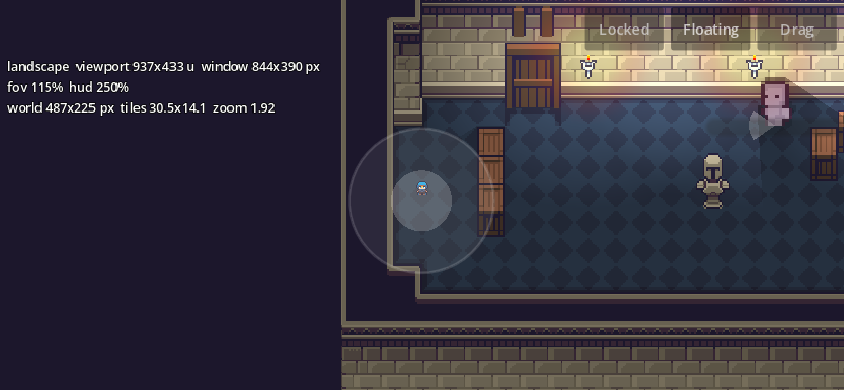 Locked Floating Drag
landscape viewport 937x433 u window 844x390 px
fov 115% hud 250%
world 487x225 px tiles 30.5x14.1 zoom 1.92